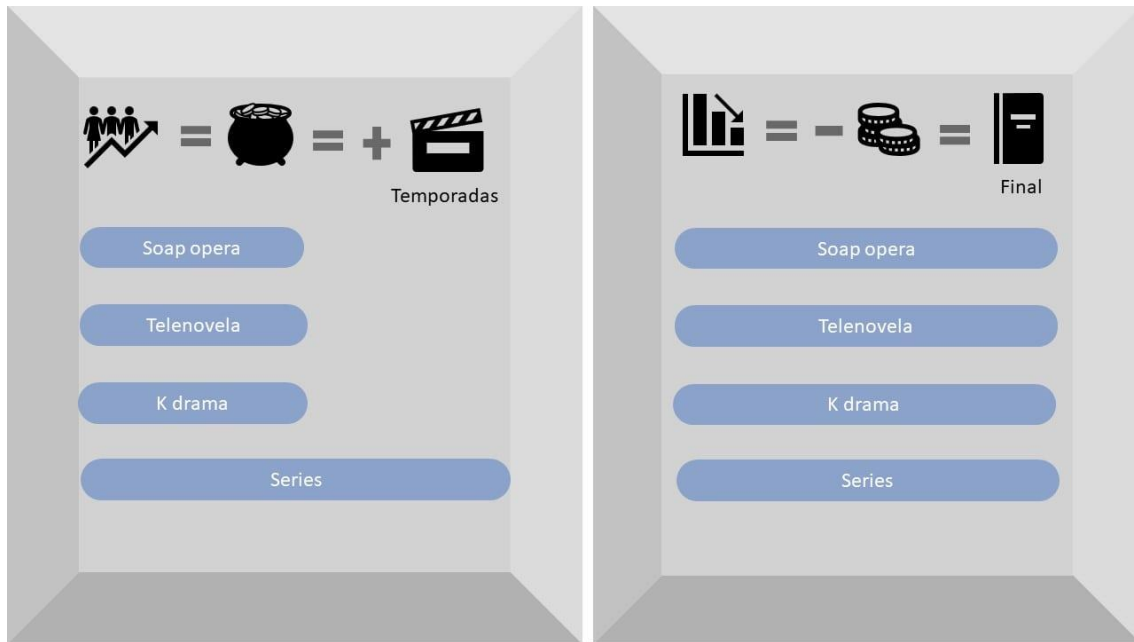 Temporadas
Soap opera
Telenovela
K drama
Series
Final
Soap opera
Telenovela
K drama
Series